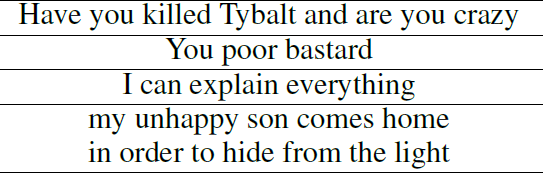 Have you killed Tybalt and are you crazy
You poor bastard
I can explain everything
my unhappy son comes home
in order to hide from the light